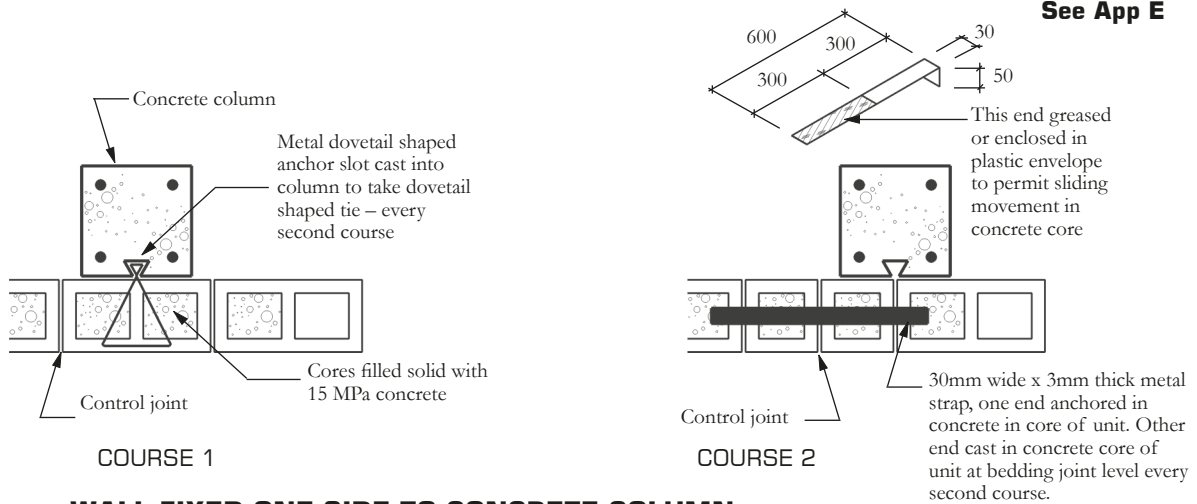 See App E
600
300
30
300
50
Concrete column
Metal dovetail shaped
anchor slot cast into
column to take dovetail
shaped tie – every
second course
This end greased
or enclosed in
plastic envelope
to permit sliding
movement in
concrete core
Cores filled solid with
15 MPa concrete
Control joint
COURSE 1
30mm wide x 3mm thick metal
strap, one end anchored in
concrete in core of unit. Other
end cast in concrete core of
unit at bedding joint level every
second course.
Control joint
COURSE 2
WALL FIXED ONE SIDE TO CONCRETE COLUMN